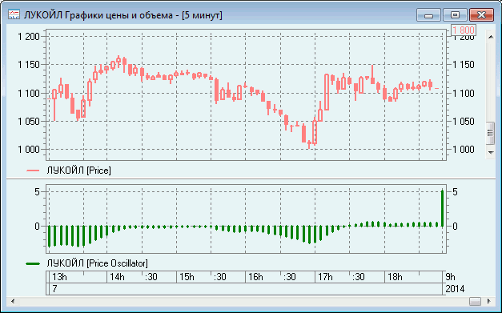 ЛУКОЙЛ Графики цены и объема - [5 минут]
1.800
1 200 1 200
1 150 1 150
1 100 1 100
1 050 1 050
1 000 1 000
ЛУКОЙЛ [Price]
5 5
0 0
ЛУКОЙЛ [Price Oscillator]
13h 14h :30 15h :30 16h :30 17h :30 18h 9h
7 2014